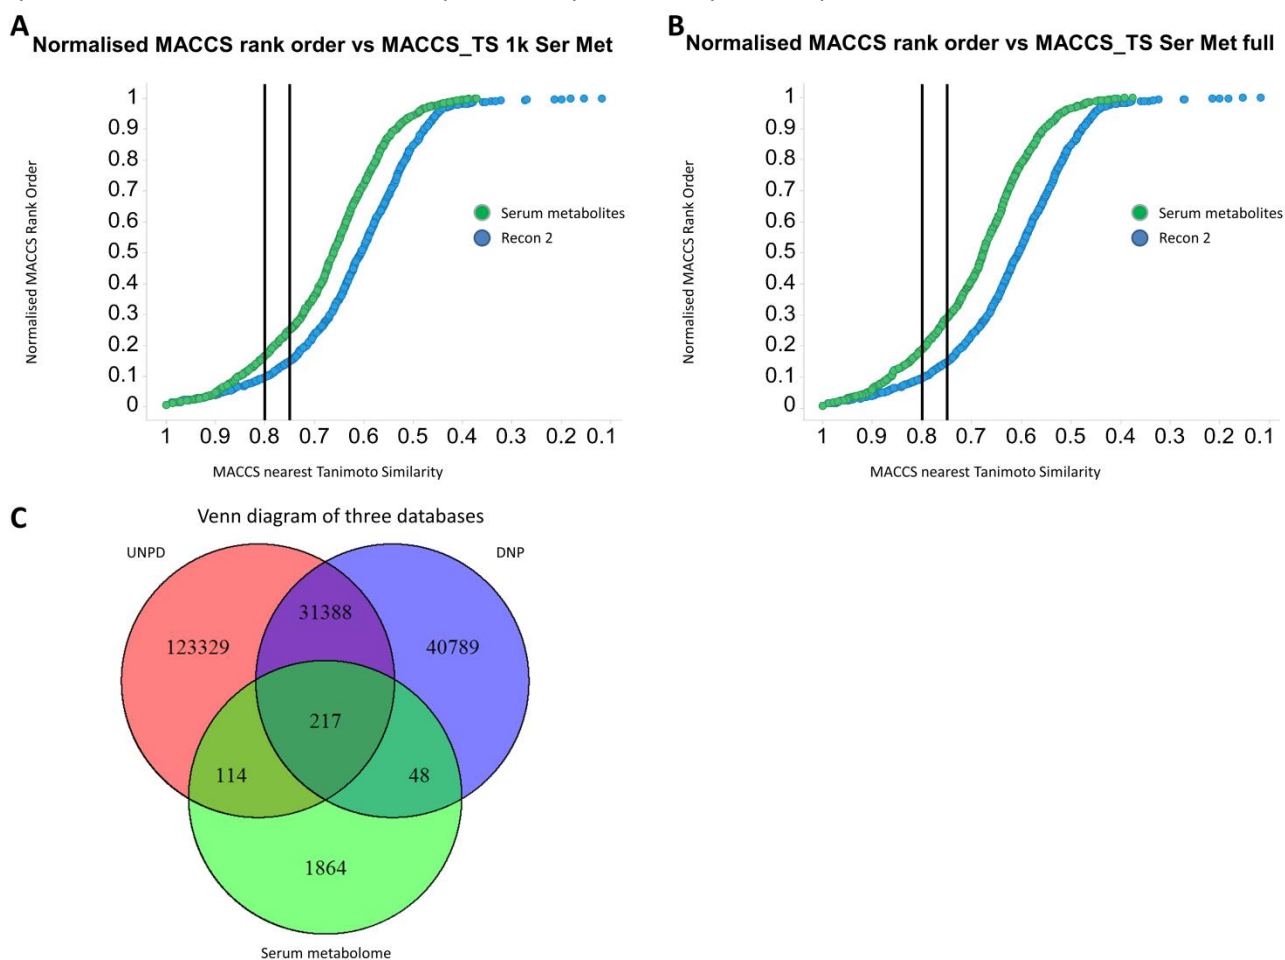 A
Normalised MACCS rank order vs MACCS_TS 1k Ser Met
Normalised MACCS Rank Order
1
0.9
0.8
0.7
0.6
0.5
0.4
0.3
0.2
0.1
0
Serum metabolites
Recon 2
1 0.9 0.8 0.7 0.6 0.5 0.4 0.3 0.2 0.1
MACCS nearest Tanimoto Similarity
B
Normalised MACCS rank order vs MACCS_TS Ser Met full
Normalised MACCS Rank Order
1
0.9
0.8
0.7
0.6
0.5
0.4
0.3
0.2
0.1
0
Serum metabolites
Recon 2
1 0.9 0.8 0.7 0.6 0.5 0.4 0.3 0.2 0.1
MACCS nearest Tanimoto Similarity
C
Venn diagram of three databases
UNPD
DNP
31388
123329
40789
217
114
48
1864
Serum metabolome